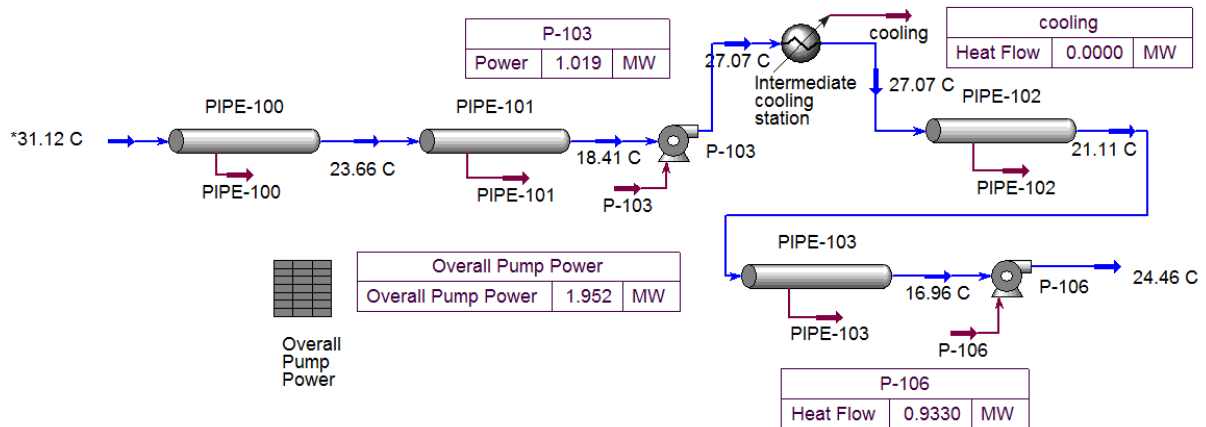 P-103
Power 1.019 MW
cooling
cooling
Heat Flow 0.0000 MW
27.07 C
Intermediate
cooling
station
27.07 C
PIPE-100
PIPE-101
PIPE-102
*31.12 C
23.66 C
18.41 C
P-103
21.11 C
PIPE-100
PIPE-101
P-103
PIPE-102
PIPE-103
Overall Pump Power
Overall Pump Power 1.952 MW
16.96 C
P-106
24.46 C
PIPE-103
P-106
Overall
Pump
Power
P-106
Heat Flow 0.9330 MW